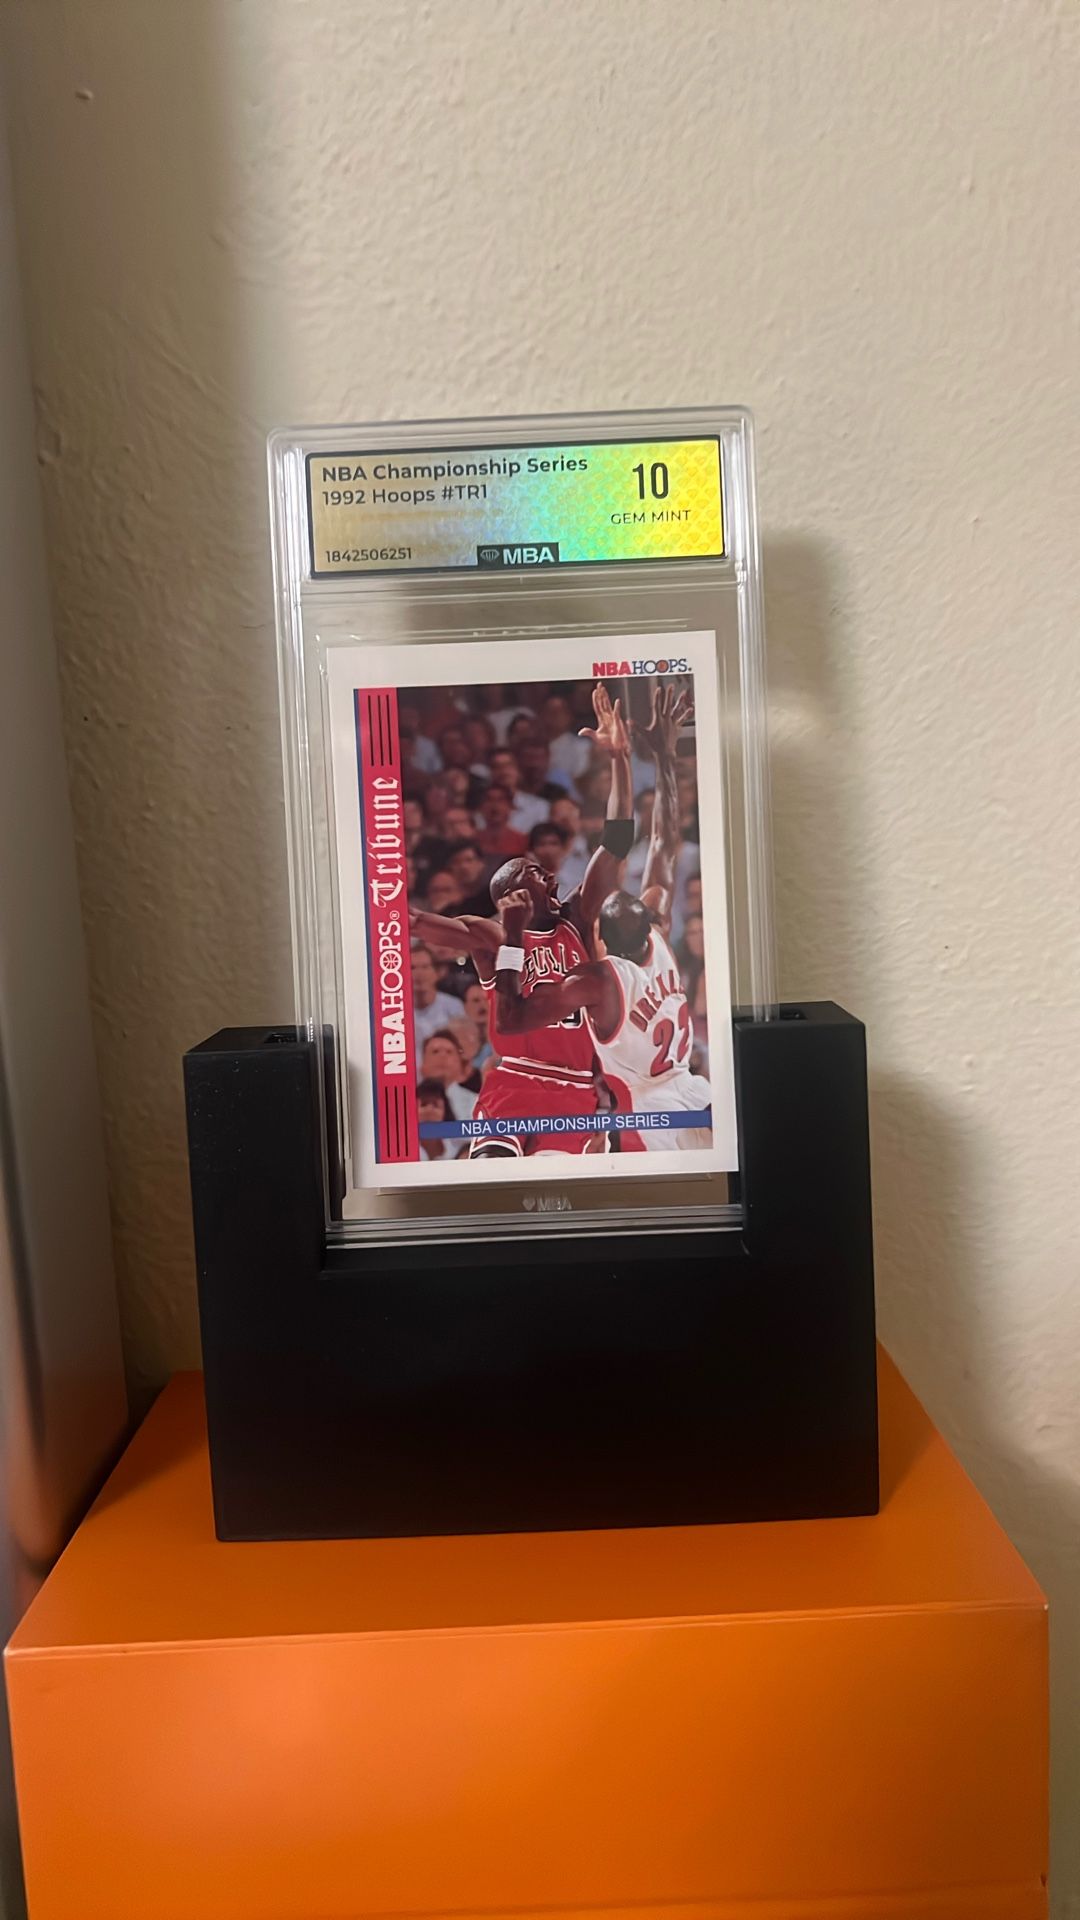 NBA Championship Series
1992 Hoops #TR1
10
GEM MINT
1842506251
MBA
NBAHOOPS.
NBAHOOPS® Tribune
BULLS
DREXL
22
NBA CHAMPIONSHIP SERIES
MBA